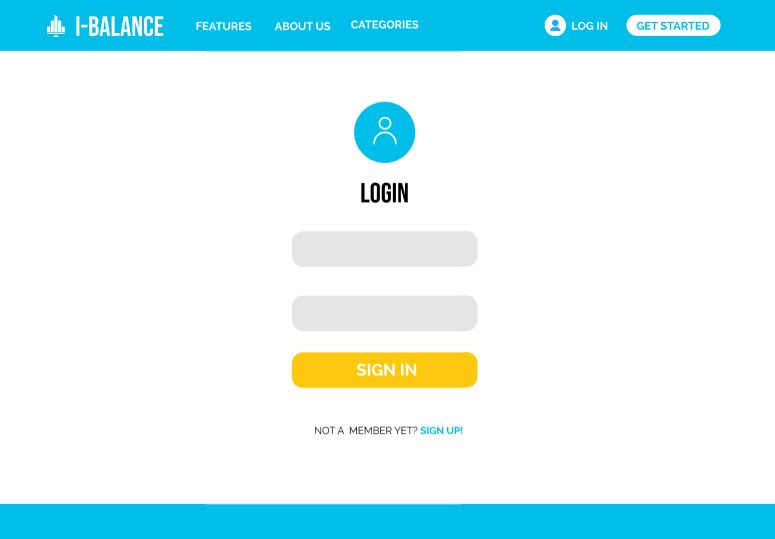 I-BALANCE
FEATURES
ABOUT US
CATEGORIES
LOG IN
GET STARTED
LOGIN
SIGN IN
NOT A MEMBER YET? SIGN UP!